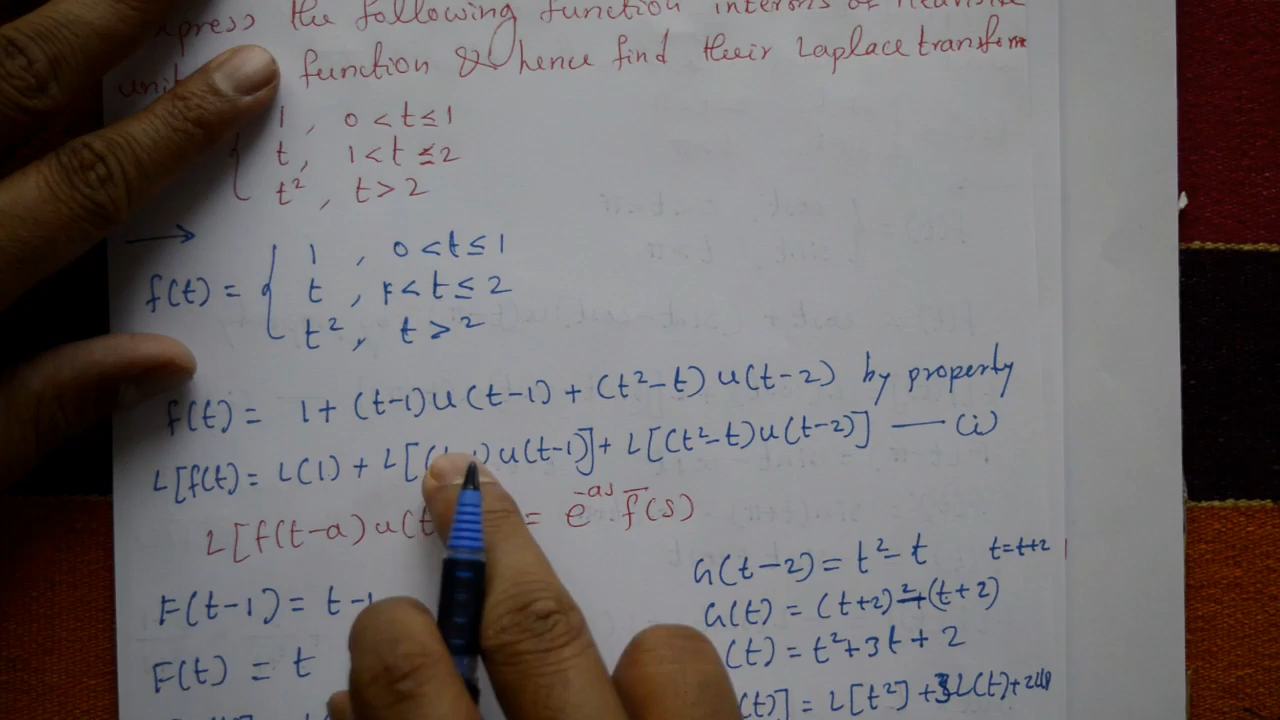 the following function interms of
function & hence find their Laplace transform
1 , 0 < t ≤ 1
t , 1 < t ≤ 2
t² , t > 2
f(t) = { 1 , 0 < t ≤ 1
t , 1 < t ≤ 2
t² , t > 2
f(t) = 1 + (t-1) u(t-1) + (t²-t) u(t-2) by property
L[f(t) = L(1) + L[( ) u(t-1)] + L[(t²-t) u(t-2)] — (i)
L[f(t-a) u(t = e^-as f̄(s)
F(t-1) = t-1
F(t) = t
G(t-2) = t² - t t=t+2
G(t) = (t+2)² - (t+2)
(t) = t² + 3t + 2
(t)] = L[t²] + 3L(t) +